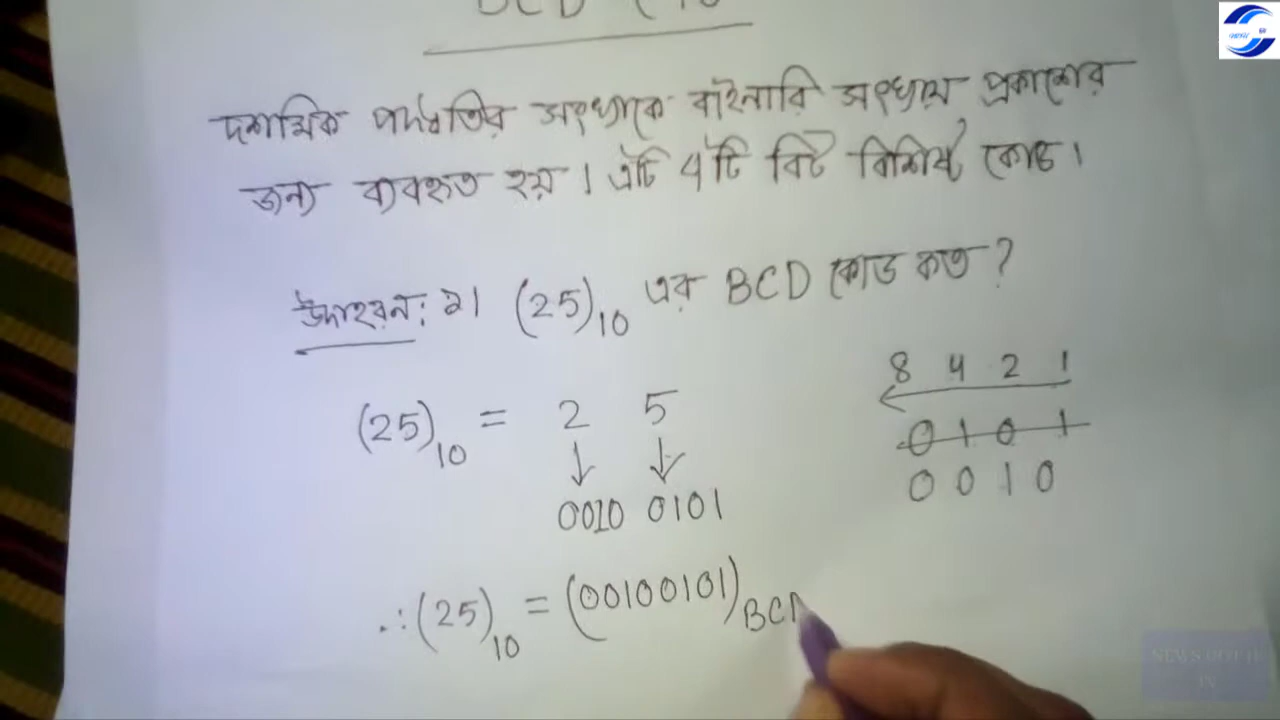 BCD
দশমিক পদ্ধতির সংখ্যাকে বাইনারি সংখ্যায় প্রকাশের
জন্য ব্যবহৃত হয়। এটি 4টি বিট বিশিষ্ট কোড।
উদাহরন: ১। (25)10 এর BCD কোড কত?
8 4 2 1
(25)10 = 2 5
0 1 0 1
0 0 1 0
0010 0101
∴ (25)10 = (00100101)BCD